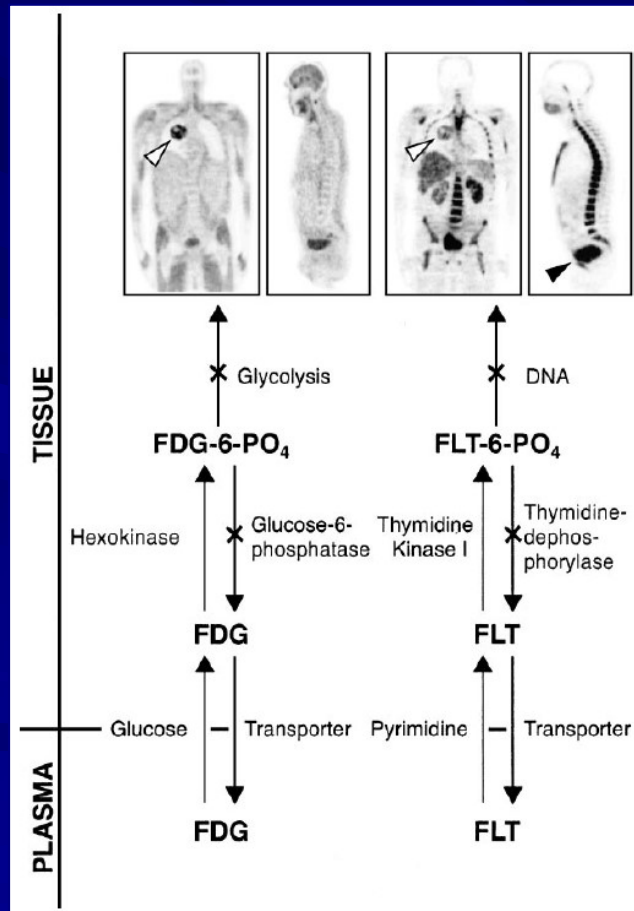 TISSUE
Glycolysis
DNA
FDG-6-PO₄
FLT-6-PO₄
Hexokinase
Glucose-6-
phosphatase
Thymidine
Kinase I
Thymidine-
dephos-
phorylase
FDG
FLT
Glucose – Transporter
Pyrimidine – Transporter
PLASMA
FDG
FLT